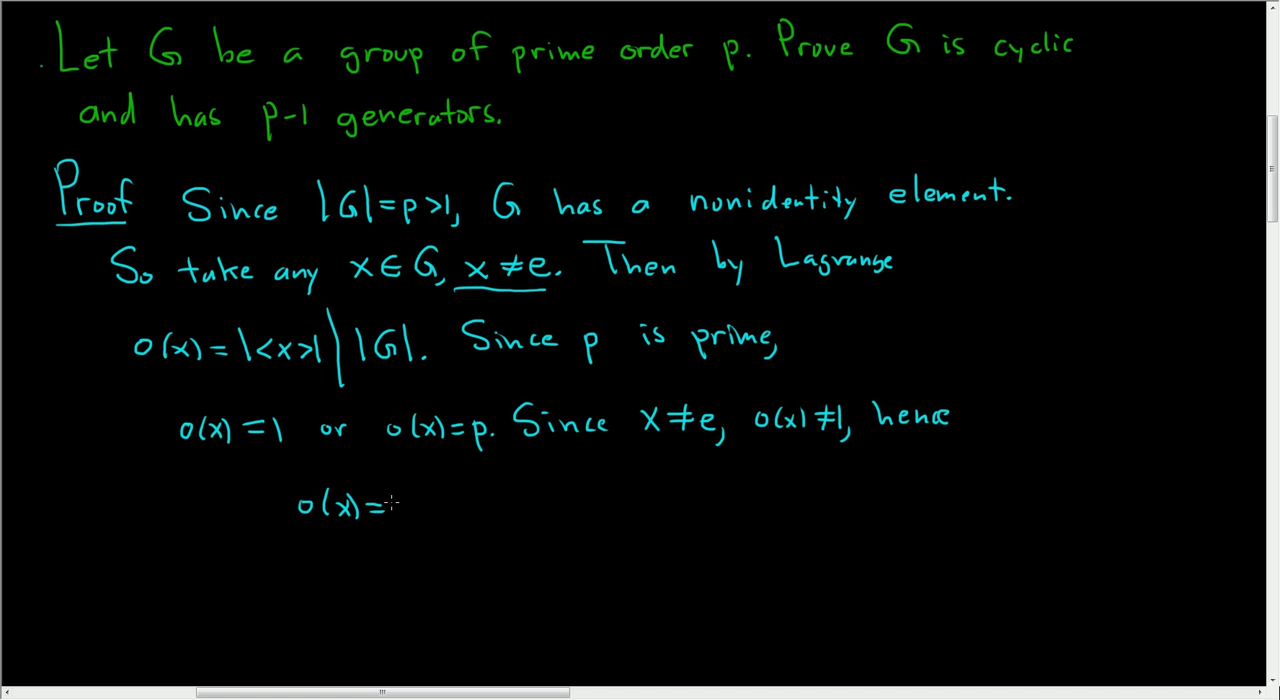 . Let G be a group of prime order p. Prove G is cyclic
and has p-1 generators.
Proof Since |G|=p>1, G has a nonidentity element.
So take any x∈G, x≠e. Then by Lagrange
o(x)=|<x>| | |G|. Since p is prime,
o(x)=1 or o(x)=p. Since x≠e, o(x)≠1, hence
o(x)=